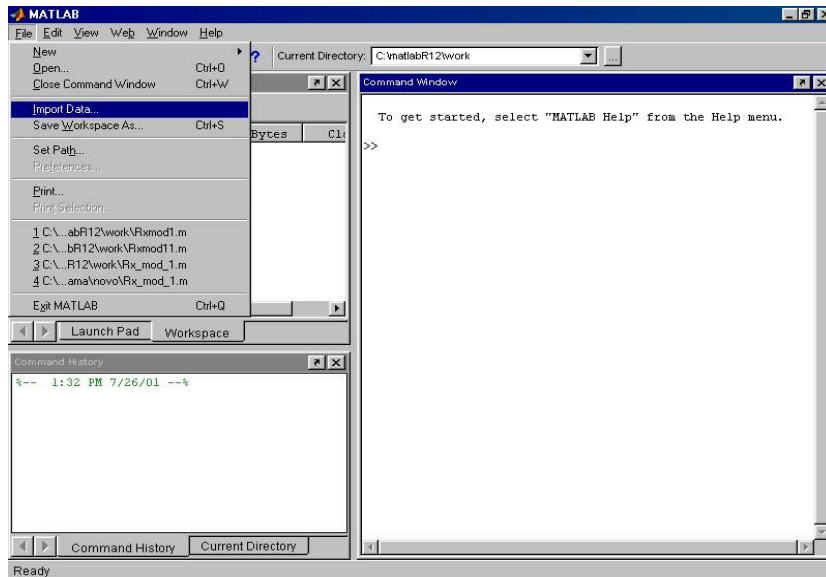 MATLAB
File Edit View Web Window Help
New
Open... Ctrl+O
Close Command Window Ctrl+W
Import Data...
Save Workspace As... Ctrl+S
Set Path...
Preferences...
Print...
Print Selection...
1 C:\...abR12\work\Rxmod1.m
2 C:\...bR12\work\Rxmod11.m
3 C:\...R12\work\Rx_mod_1.m
4 C:\...ama\novo\Rx_mod_1.m
Exit MATLAB Ctrl+Q
? Current Directory: C:\matlabR12\work ...
Bytes Cla
Launch Pad Workspace
Command History
%-- 1:32 PM 7/26/01 --%
Command History Current Directory
Command Window
To get started, select "MATLAB Help" from the Help menu.
>>
Ready